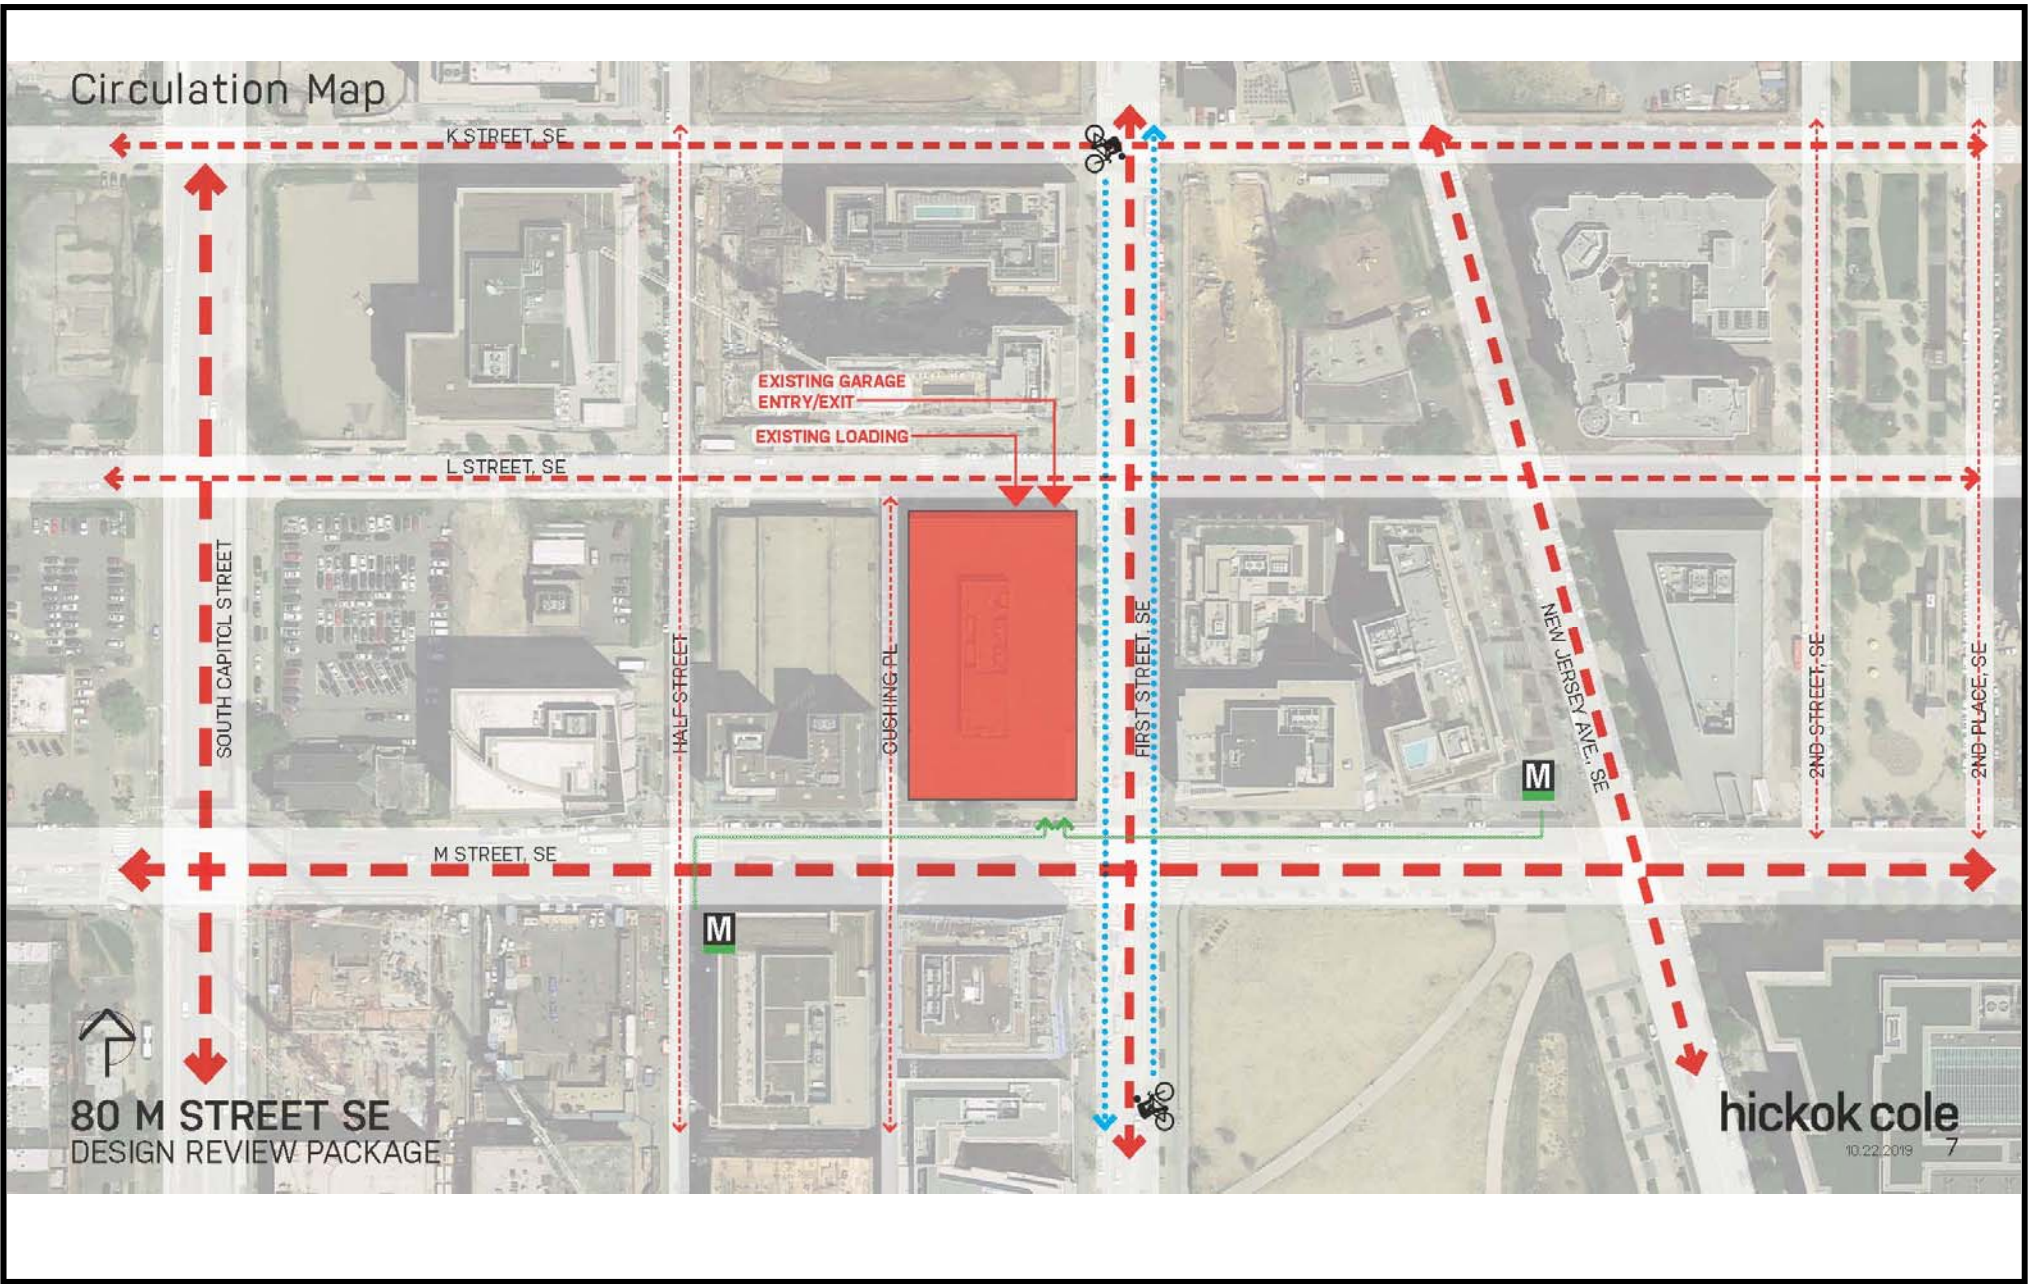 Circulation Map
K STREET, SE
EXISTING GARAGE
ENTRY/EXIT
EXISTING LOADING
L STREET, SE
SOUTH CAPITOL STREET
HALF STREET
CUSHING PL
FIRST STREET, SE
NEW JERSEY AVE., SE
2ND STREET, SE
2ND PLACE, SE
M
M STREET, SE
M
80 M STREET SE
DESIGN REVIEW PACKAGE
hickok cole
10.22.2019 7